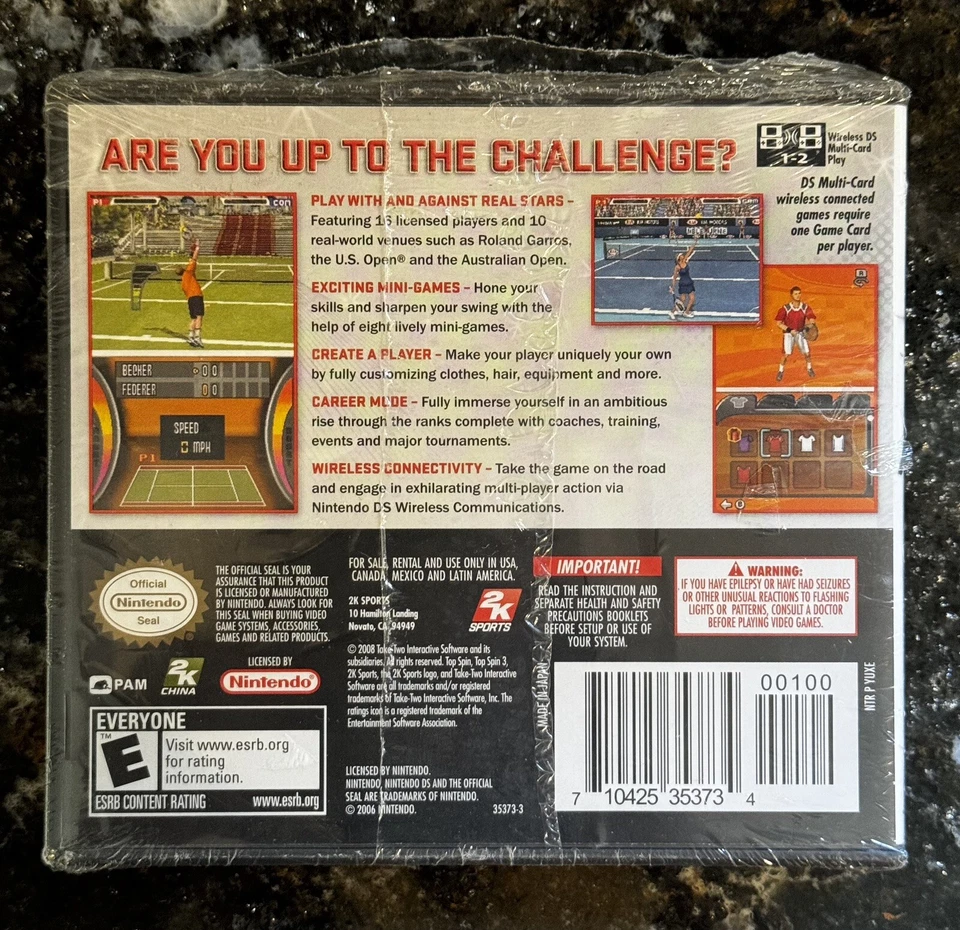 ARE YOU UP TO THE CHALLENGE?
Wireless DS
Multi-Card
Play
1-2
DS Multi-Card
wireless connected
games require
one Game Card
per player.
P1
COM
BECHER 0 0
FEDERER 0 0
SPEED
0 MPH
P1
PLAY WITH AND AGAINST REAL STARS –
Featuring 16 licensed players and 10
real-world venues such as Roland Garros,
the U.S. Open® and the Australian Open.
EXCITING MINI-GAMES – Hone your
skills and sharpen your swing with the
help of eight lively mini-games.
CREATE A PLAYER – Make your player uniquely your own
by fully customizing clothes, hair, equipment and more.
CAREER MODE – Fully immerse yourself in an ambitious
rise through the ranks complete with coaches, training,
events and major tournaments.
WIRELESS CONNECTIVITY – Take the game on the road
and engage in exhilarating multi-player action via
Nintendo DS Wireless Communications.
Official
Nintendo
Seal
THE OFFICIAL SEAL IS YOUR
ASSURANCE THAT THIS PRODUCT
IS LICENSED OR MANUFACTURED
BY NINTENDO. ALWAYS LOOK FOR
THIS SEAL WHEN BUYING VIDEO
GAME SYSTEMS, ACCESSORIES,
GAMES AND RELATED PRODUCTS.
PAM
2K
CHINA
LICENSED BY
Nintendo®
EVERYONE
E
TM
Visit www.esrb.org
for rating
information.
ESRB CONTENT RATING www.esrb.org
FOR SALE, RENTAL AND USE ONLY IN USA,
CANADA, MEXICO AND LATIN AMERICA.
2K SPORTS
10 Hamilton Landing
Novato, CA 94949
2K
SPORTS
© 2008 Take-Two Interactive Software and its
subsidiaries. All rights reserved. Top Spin, Top Spin 3,
2K Sports, the 2K Sports logo, and Take-Two Interactive
Software are all trademarks and/or registered
trademarks of Take-Two Interactive Software, Inc. The
ratings icon is a registered trademark of the
Entertainment Software Association.
LICENSED BY NINTENDO.
NINTENDO, NINTENDO DS AND THE OFFICIAL
SEAL ARE TRADEMARKS OF NINTENDO.
© 2006 NINTENDO. 35373-3
IMPORTANT!
READ THE INSTRUCTION AND
SEPARATE HEALTH AND SAFETY
PRECAUTIONS BOOKLETS
BEFORE SETUP OR USE OF
YOUR SYSTEM.
WARNING:
IF YOU HAVE EPILEPSY OR HAVE HAD SEIZURES
OR OTHER UNUSUAL REACTIONS TO FLASHING
LIGHTS OR PATTERNS, CONSULT A DOCTOR
BEFORE PLAYING VIDEO GAMES.
MADE IN JAPAN
00100
7 10425 35373 4
NTR P YUXE